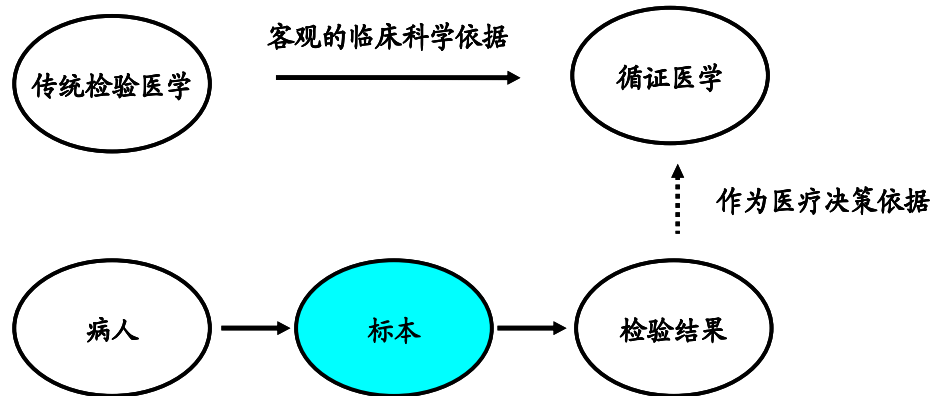 客观的临床科学依据
传统检验医学
循证医学
作为医疗决策依据
病人
标本
检验结果